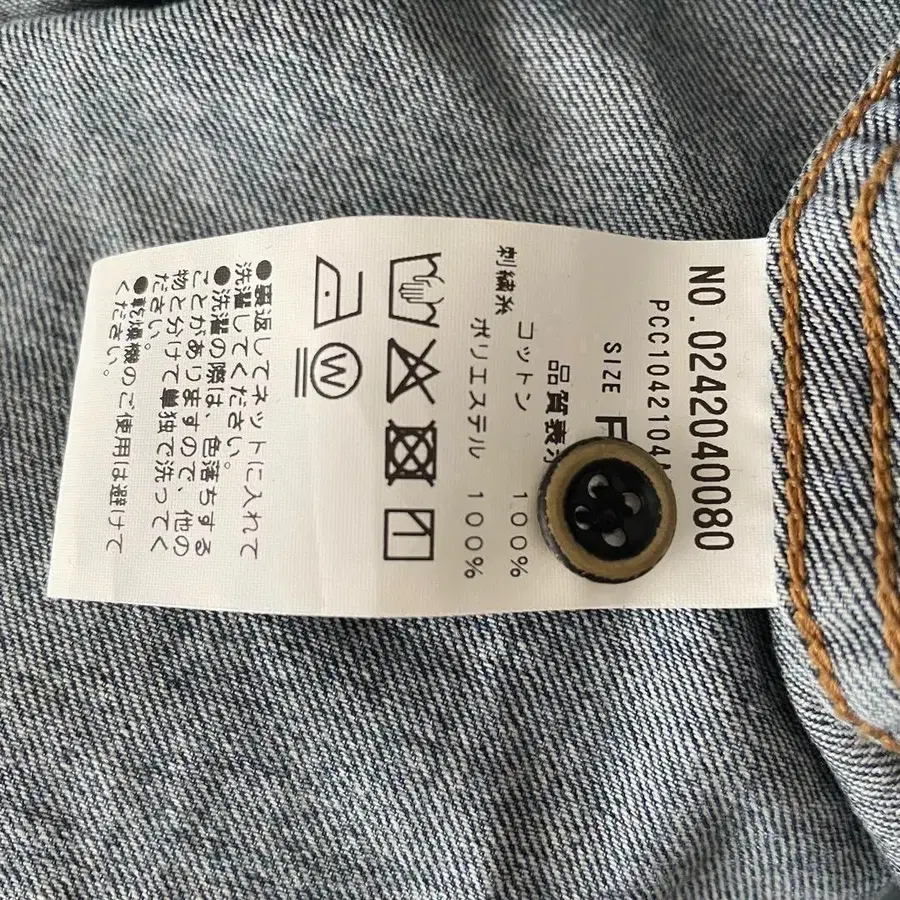 NO.0242040080
PCC1042104A
SIZE F
品質表示
コットン 100%
刺繍糸
ポリエステル 100%
W
●裏返してネットに入れて
洗濯してください。
●洗濯の際は、色落ちする
ことがありますので、他の
物と分けて単独で洗ってく
ださい。
●乾燥機のご使用は避けて
ください。